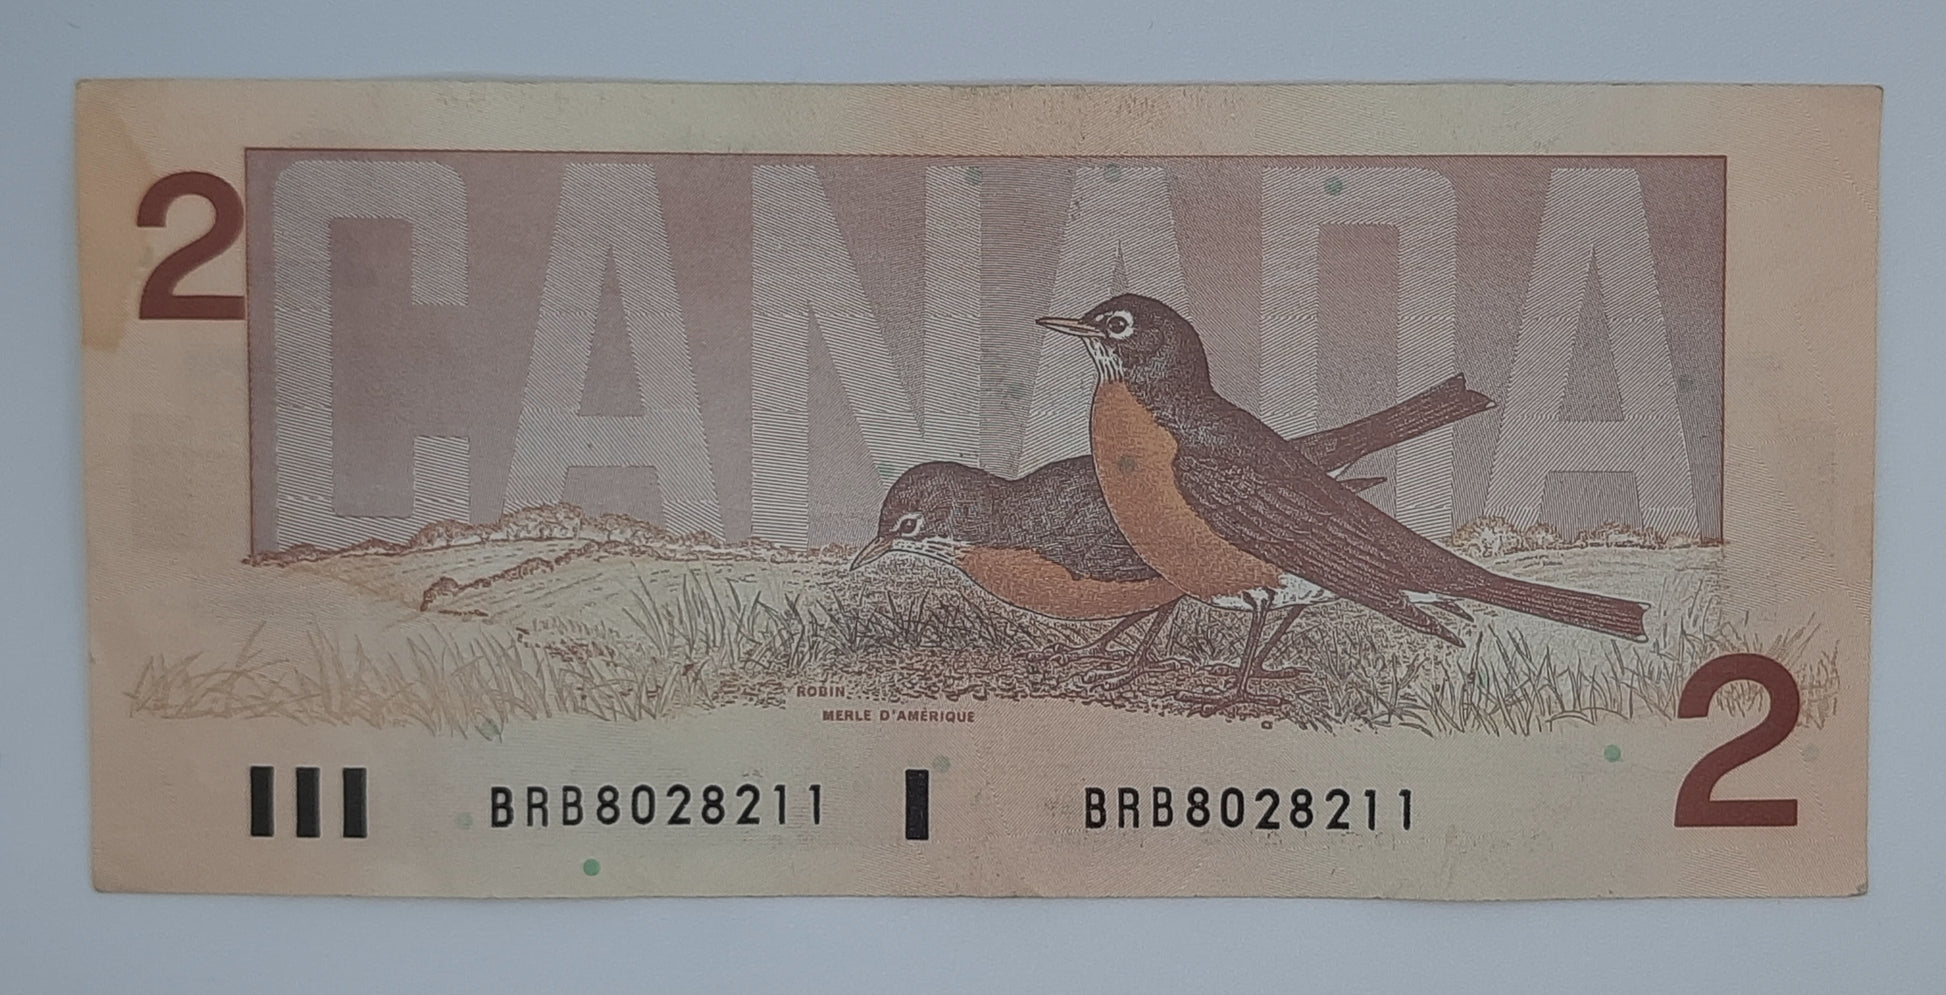 CANADA
2
ROBIN
MERLE D'AMÉRIQUE
2
BRB8028211 BRB8028211